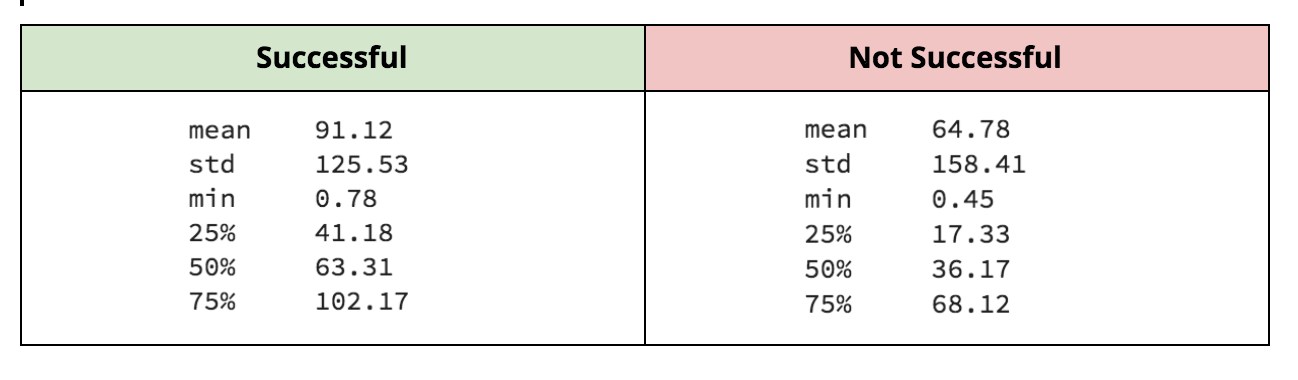 Successful
Not Successful
mean 91.12
std 125.53
min 0.78
25% 41.18
50% 63.31
75% 102.17
mean 64.78
std 158.41
min 0.45
25% 17.33
50% 36.17
75% 68.12